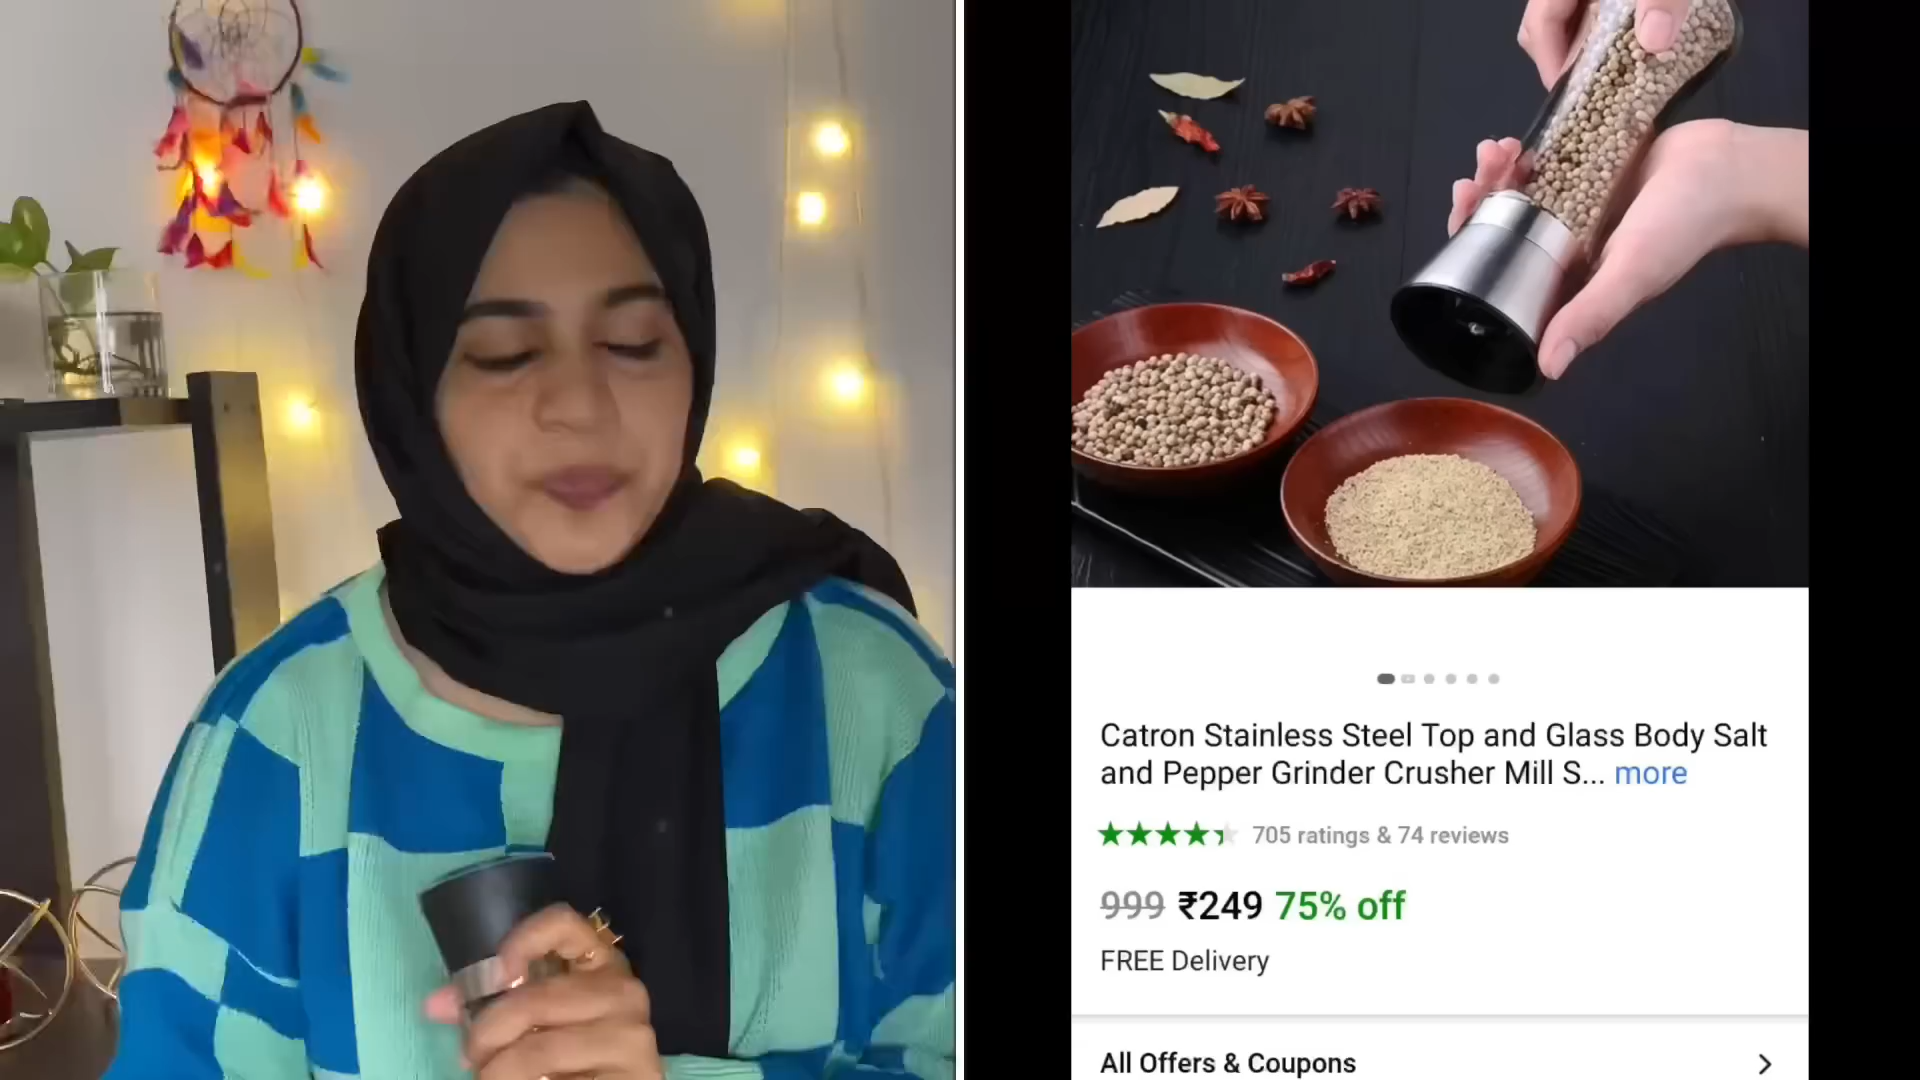 Catron Stainless Steel Top and Glass Body Salt
and Pepper Grinder Crusher Mill S... more
705 ratings & 74 reviews
999 ₹249 75% off
FREE Delivery
All Offers & Coupons